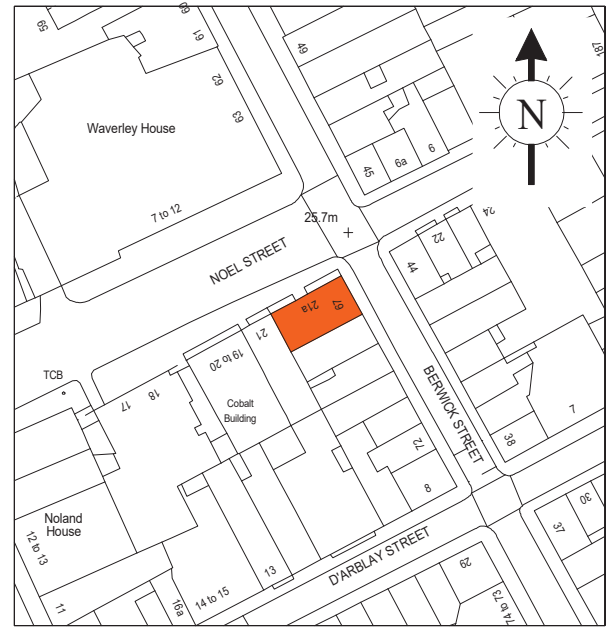 59
60
61
62
63
49
187
N
Waverley House
6
6a
45
7 to 12
25.7m
NOEL STREET
24
22
44
67
21a
21
19 to 20
TCB
18
17
Cobalt
Building
BERWICK STREET
7
38
72
8
Noland
House
12 to 13
11
16a
14 to 15
13
D'ARBLAY STREET
30
37
29
74 to 73